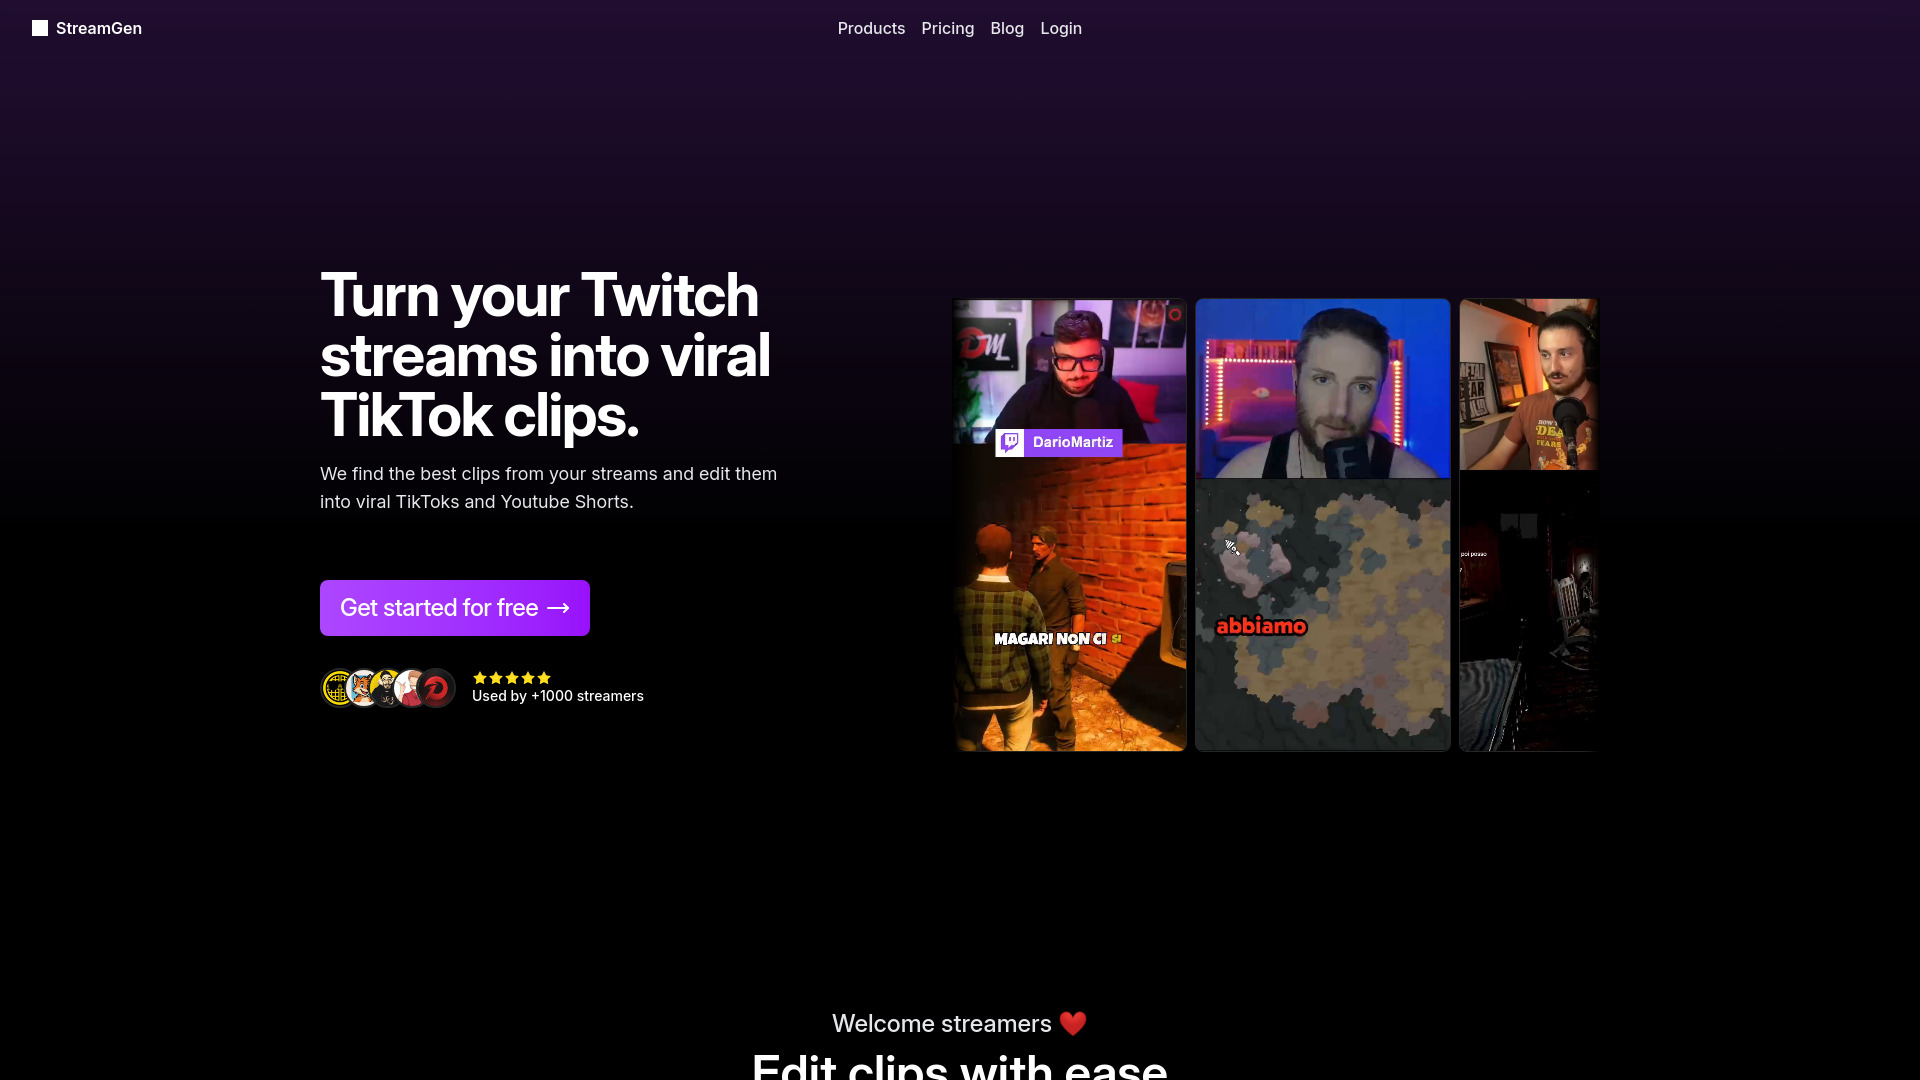 StreamGen
Products Pricing Blog Login
Turn your Twitch
streams into viral
TikTok clips.
We find the best clips from your streams and edit them
into viral TikToks and Youtube Shorts.
Get started for free →
Used by +1000 streamers
DM
DarioMartiz
MAGARI NON CI SI
abbiamo
poi posso
Welcome streamers ❤️
Edit clips with ease